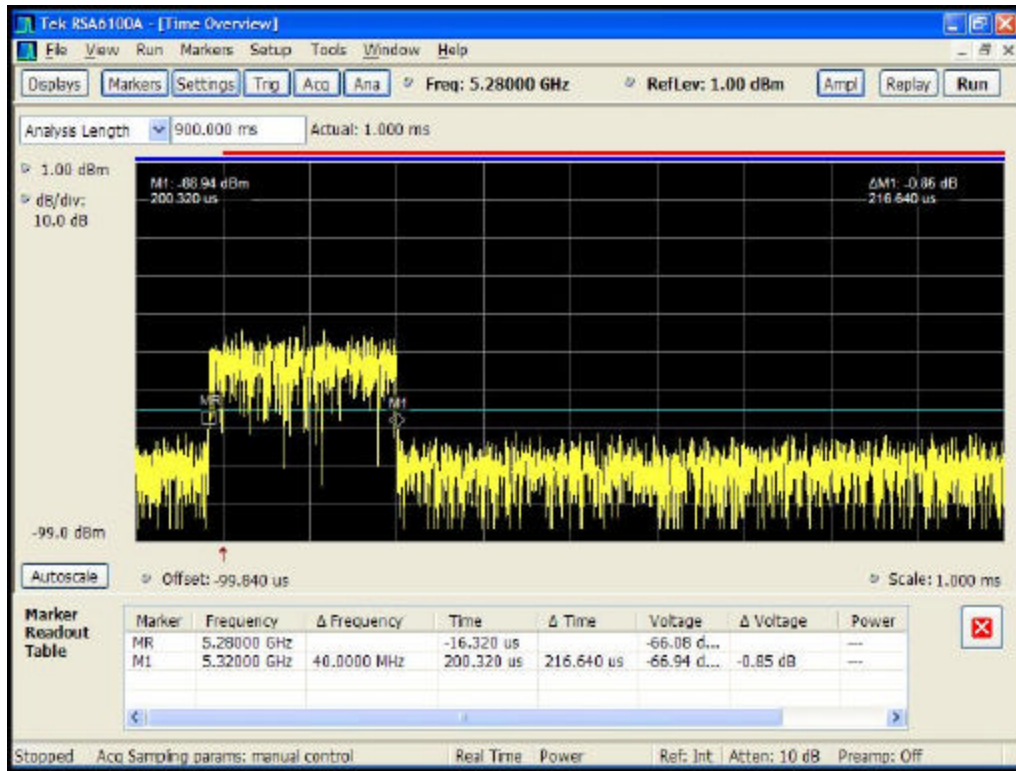 Tek RSA6100A - [Time Overview]
File View Run Markers Setup Tools Window Help
Displays Markers Settings Trig Acq Ana Freq: 5.28000 GHz RefLev: 1.00 dBm Ampl Replay Run
Analysis Length 900.000 ms Actual: 1.000 ms
1.00 dBm
dB/div:
10.0 dB
M1: -66.94 dBm
200.320 us
ΔM1: -0.86 dB
216.640 us
MR
M1
-99.0 dBm
Autoscale Offset: -99.840 us Scale: 1.000 ms
Marker
Readout
Table
Marker Frequency Δ Frequency Time Δ Time Voltage Δ Voltage Power
MR 5.28000 GHz -16.320 us -66.08 d... ---
M1 5.32000 GHz 40.0000 MHz 200.320 us 216.640 us -66.94 d... -0.85 dB ---
Stopped Acq Sampling params: manual control Real Time Power Ref: Int Atten: 10 dB Preamp: Off